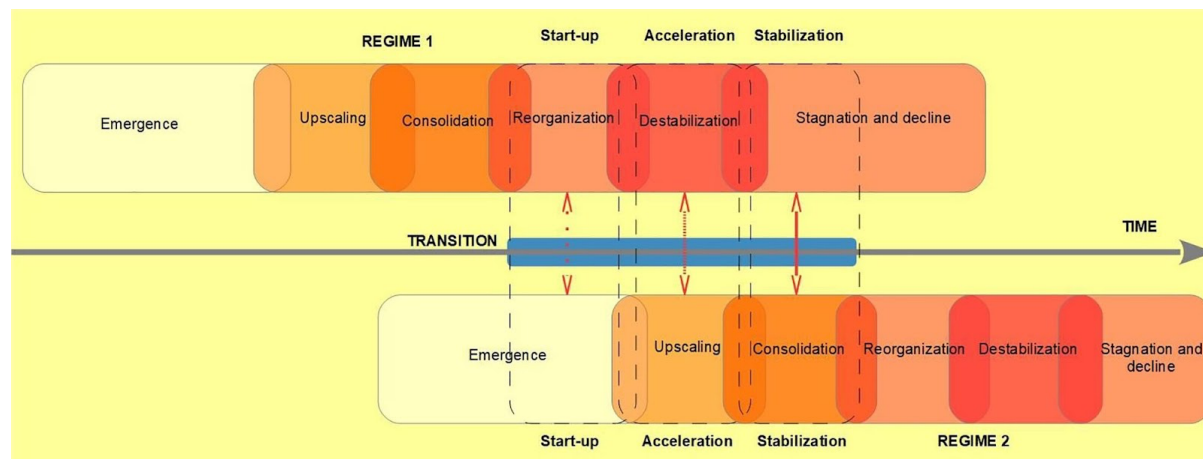 Start-up Acceleration Stabilization
REGIME 1
Emergence Upscaling Consolidation Reorganization Destabilization Stagnation and decline
TRANSITION TIME
Emergence Upscaling Consolidation Reorganization Destabilization Stagnation and
decline
Start-up Acceleration Stabilization REGIME 2